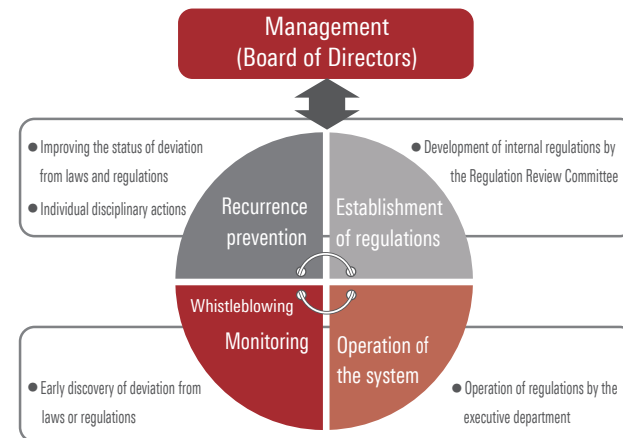 Management
(Board of Directors)
● Improving the status of deviation
from laws and regulations
● Individual disciplinary actions
● Development of internal regulations by
the Regulation Review Committee
Recurrence
prevention
Establishment
of regulations
Whistleblowing
Monitoring
Operation of
the system
● Early discovery of deviation from
laws or regulations
● Operation of regulations by the
executive department